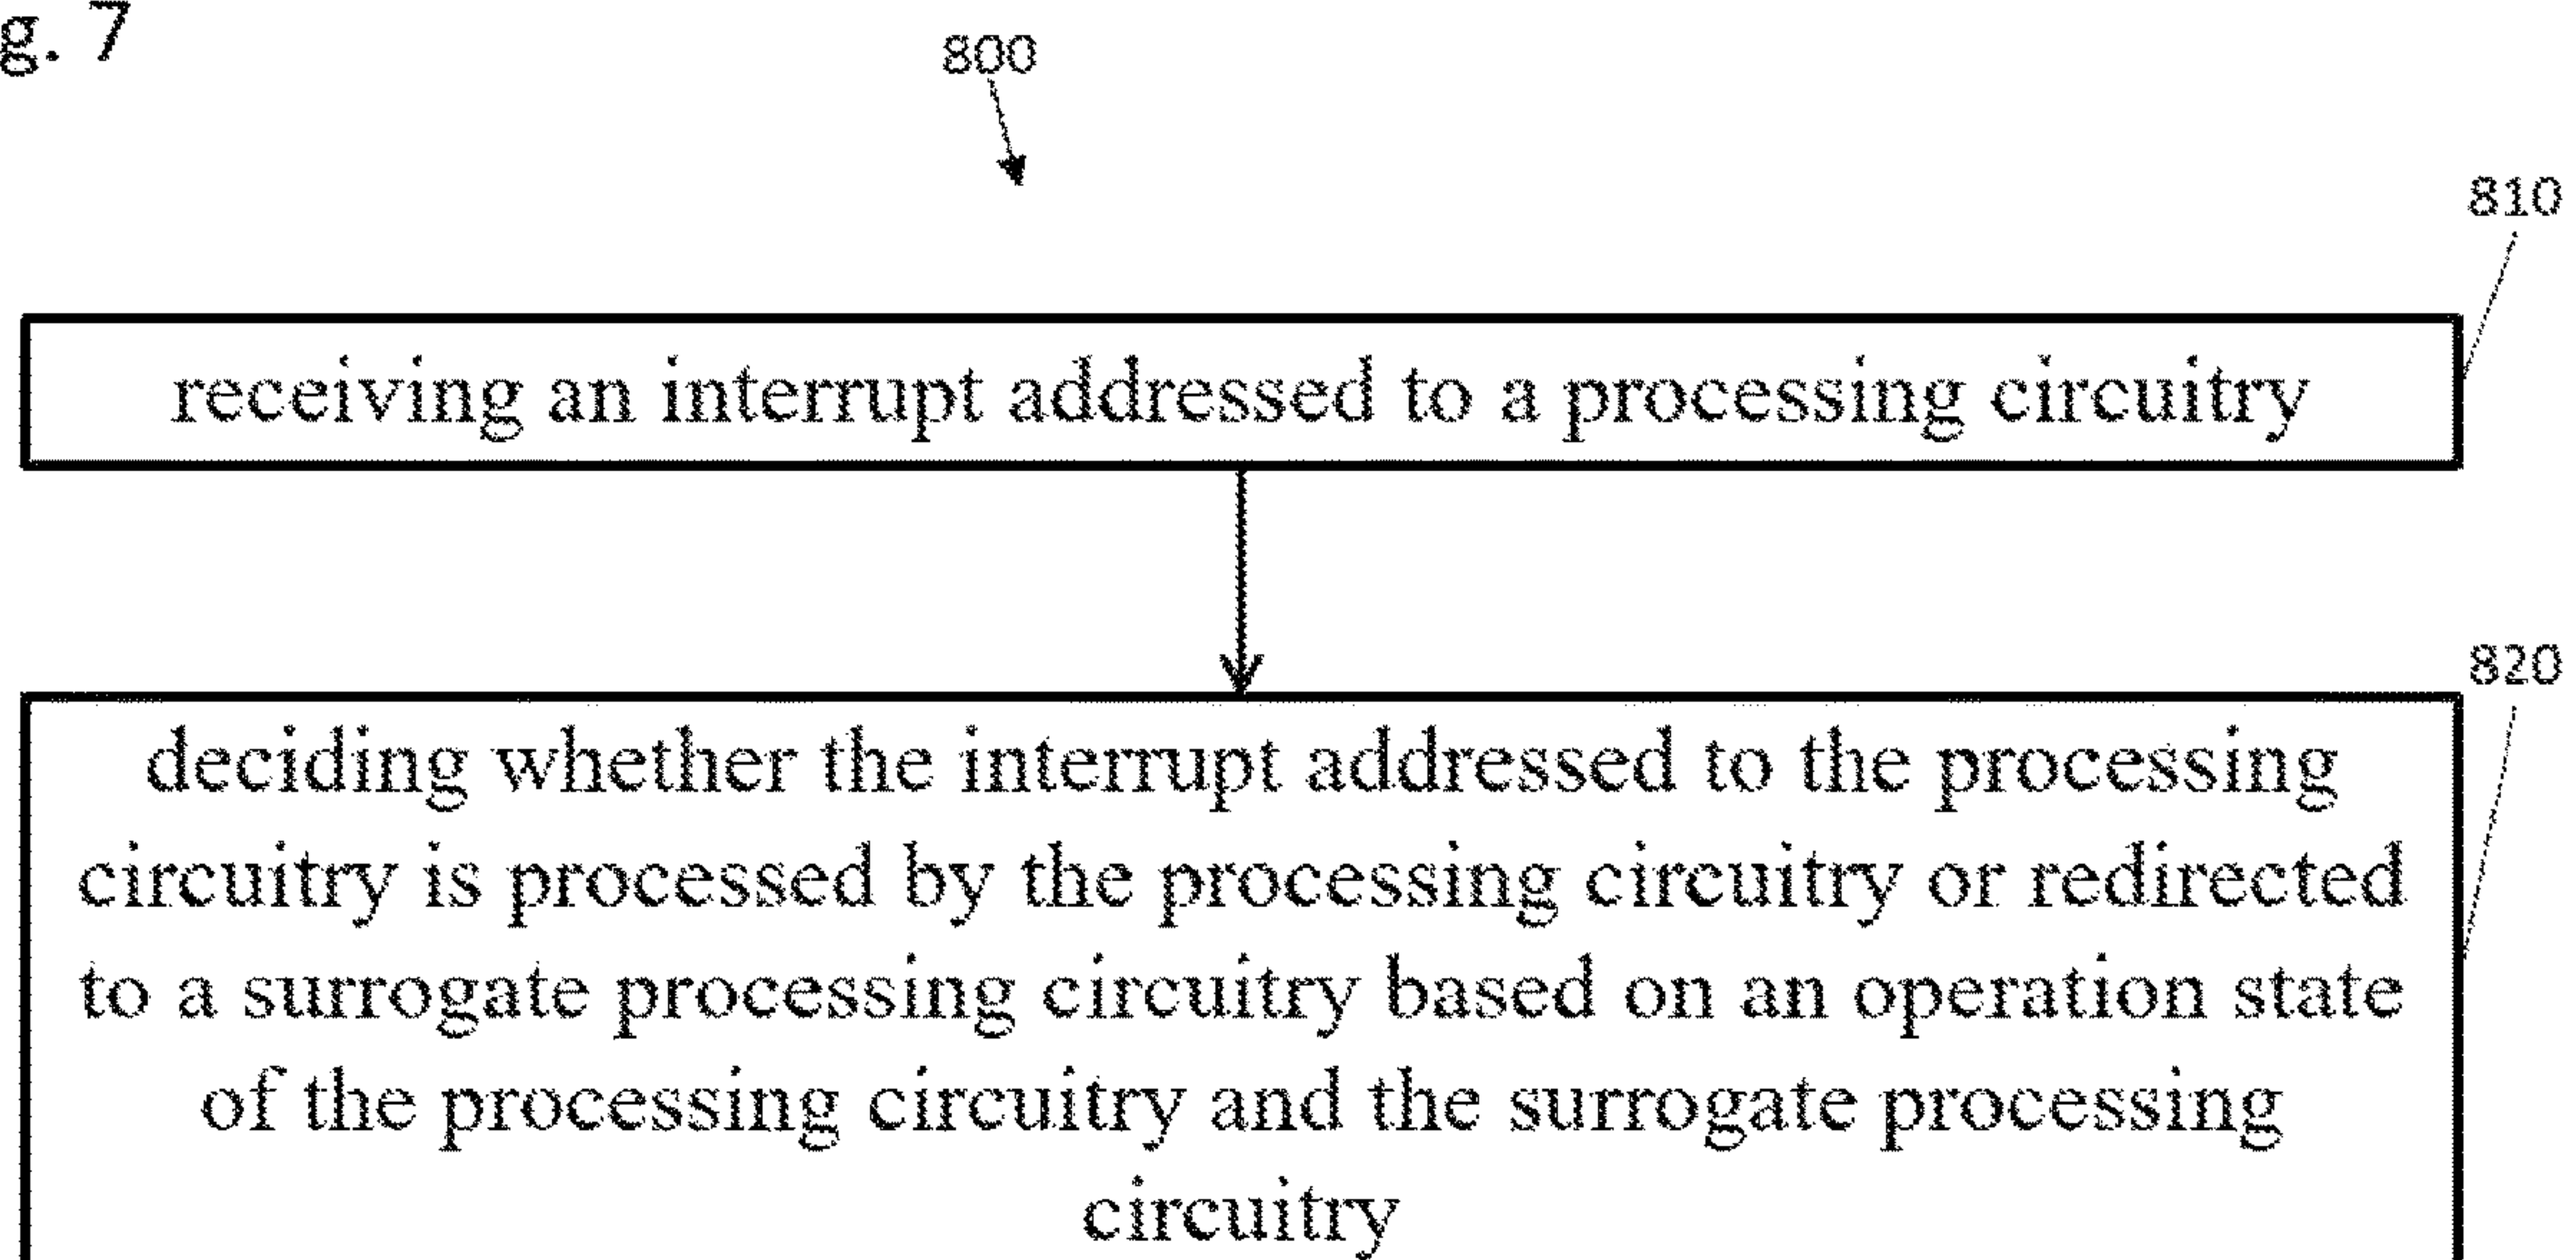 g. 7
800
810
receiving an interrupt addressed to a processing circuitry
820
deciding whether the interrupt addressed to the processing
circuitry is processed by the processing circuitry or redirected
to a surrogate processing circuitry based on an operation state
of the processing circuitry and the surrogate processing
circuitry